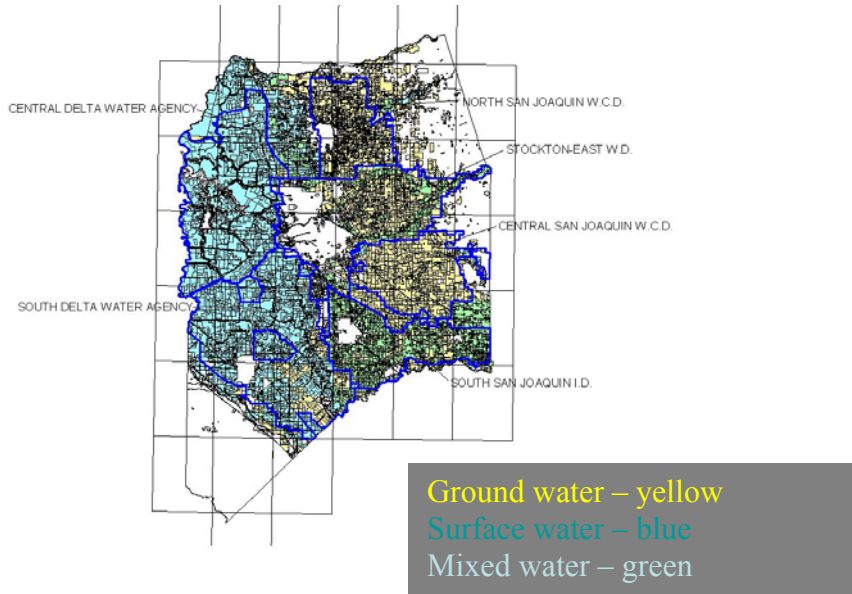 CENTRAL DELTA WATER AGENCY
NORTH SAN JOAQUIN W.C.D.
STOCKTON-EAST W.D.
CENTRAL SAN JOAQUIN W.C.D.
SOUTH DELTA WATER AGENCY
SOUTH SAN JOAQUIN I.D.
Ground water – yellow
Surface water – blue
Mixed water – green